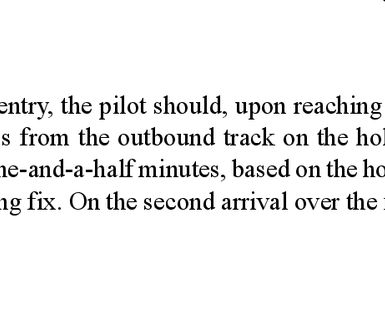 entry, the pilot should, upon reaching
s from the outbound track on the hol
ne-and-a-half minutes, based on the ho
ng fix. On the second arrival over the